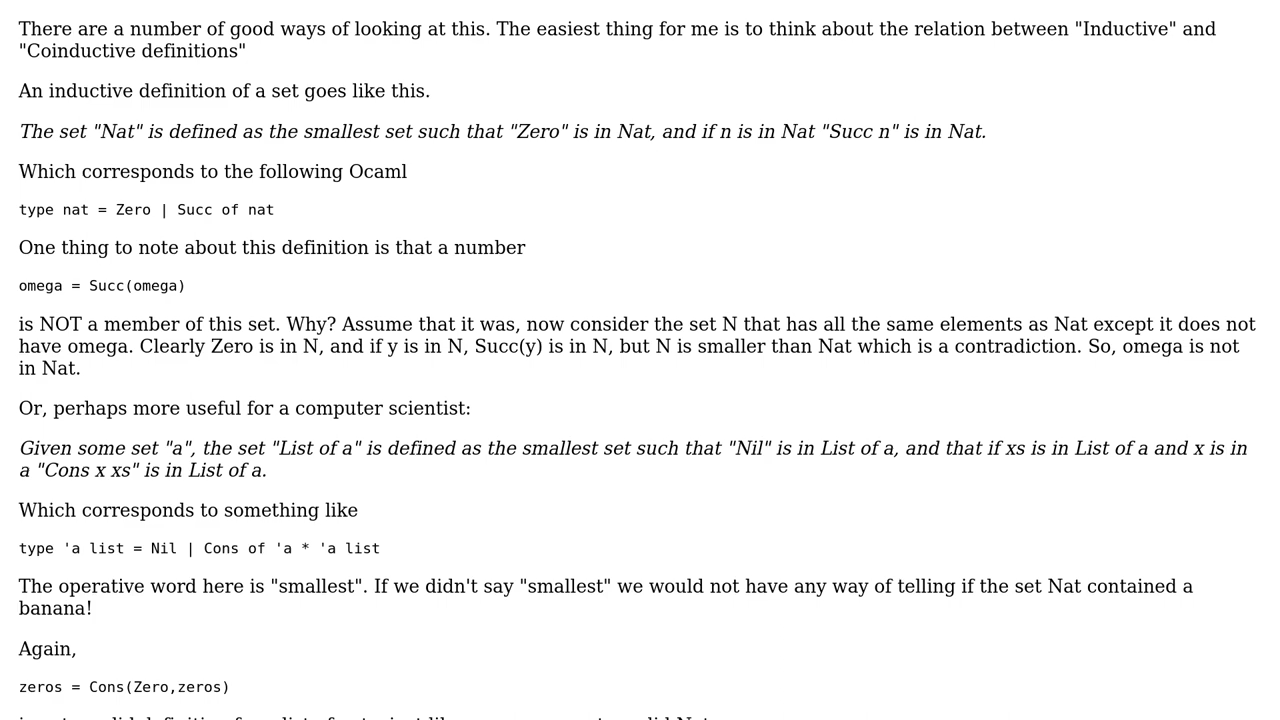 There are a number of good ways of looking at this. The easiest thing for me is to think about the relation between "Inductive" and
"Coinductive definitions"
An inductive definition of a set goes like this.
The set "Nat" is defined as the smallest set such that "Zero" is in Nat, and if n is in Nat "Succ n" is in Nat.
Which corresponds to the following Ocaml
type nat = Zero | Succ of nat
One thing to note about this definition is that a number
omega = Succ(omega)
is NOT a member of this set. Why? Assume that it was, now consider the set N that has all the same elements as Nat except it does not
have omega. Clearly Zero is in N, and if y is in N, Succ(y) is in N, but N is smaller than Nat which is a contradiction. So, omega is not
in Nat.
Or, perhaps more useful for a computer scientist:
Given some set "a", the set "List of a" is defined as the smallest set such that "Nil" is in List of a, and that if xs is in List of a and x is in
a "Cons x xs" is in List of a.
Which corresponds to something like
type 'a list = Nil | Cons of 'a * 'a list
The operative word here is "smallest". If we didn't say "smallest" we would not have any way of telling if the set Nat contained a
banana!
Again,
zeros = Cons(Zero,zeros)